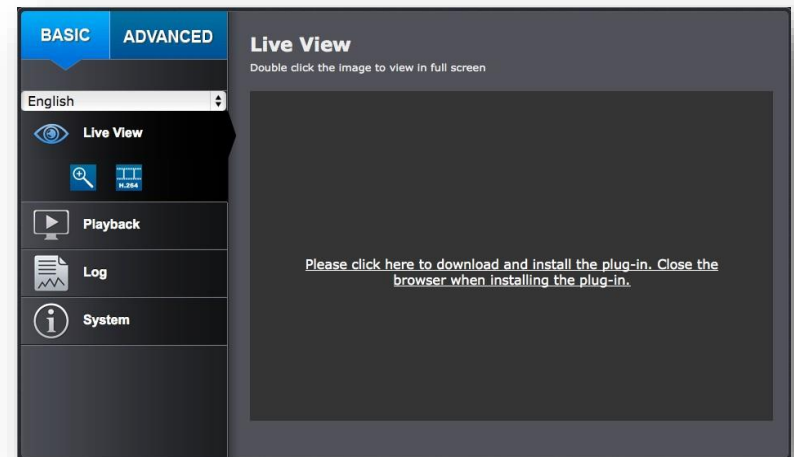 BASIC
ADVANCED
English
Live View
H.264
Playback
Log
System
Live View
Double click the image to view in full screen
Please click here to download and install the plug-in. Close the
browser when installing the plug-in.